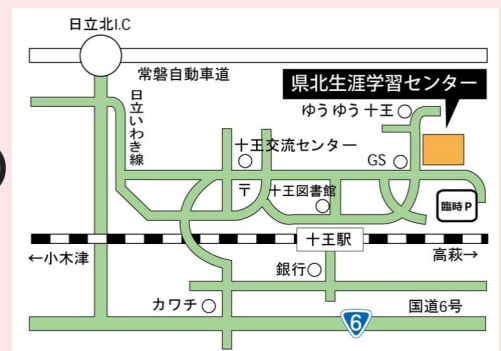 日立北I.C
常磐自動車道
県北生涯学習センター
日立いわき線
ゆうゆう十王
十王交流センター
GS
〒
十王図書館
臨時P
十王駅
←小木津
高萩→
銀行
カワチ
国道6号
6